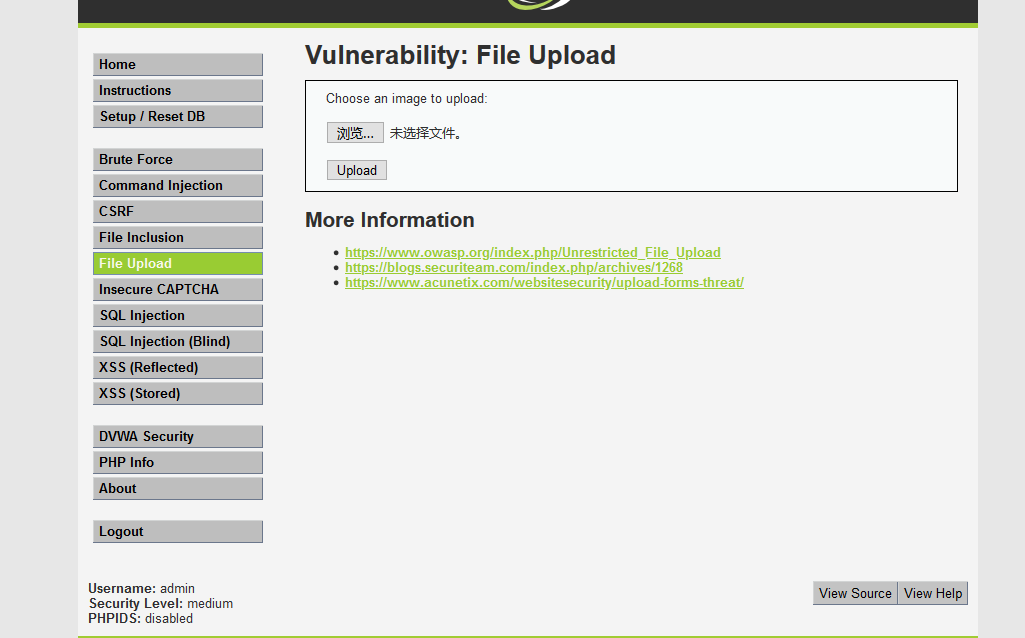 Home
Instructions
Setup / Reset DB
Brute Force
Command Injection
CSRF
File Inclusion
File Upload
Insecure CAPTCHA
SQL Injection
SQL Injection (Blind)
XSS (Reflected)
XSS (Stored)
DVWA Security
PHP Info
About
Logout
Vulnerability: File Upload
Choose an image to upload:
浏览... 未选择文件。
Upload
More Information
https://www.owasp.org/index.php/Unrestricted_File_Upload
https://blogs.securiteam.com/index.php/archives/1268
https://www.acunetix.com/websitesecurity/upload-forms-threat/
Username: admin
Security Level: medium
PHPIDS: disabled
View Source View Help